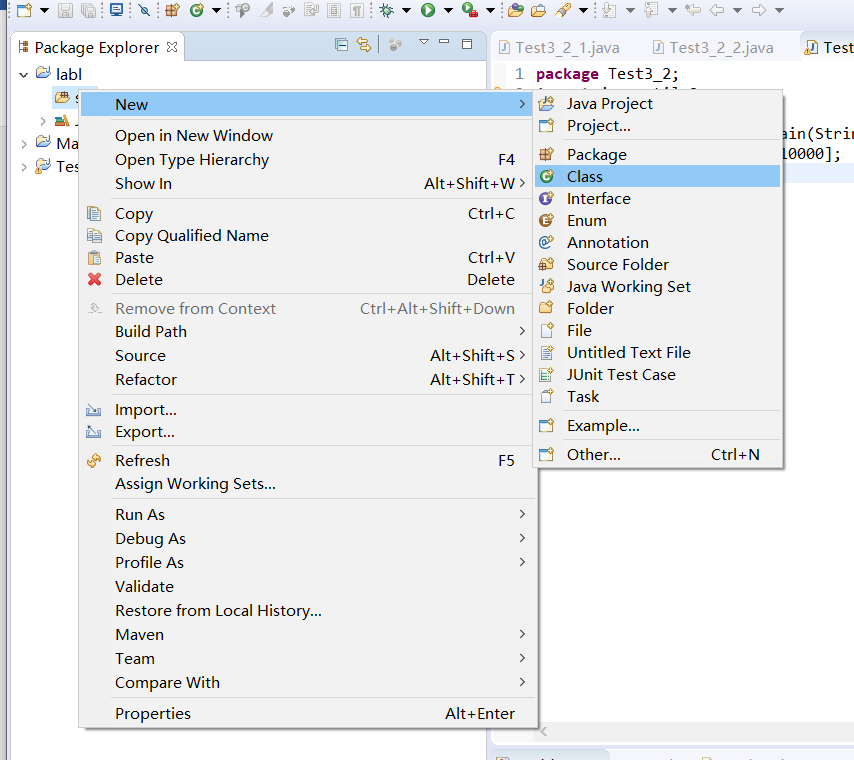 Package Explorer
Test3_2_1.java
Test3_2_2.java
labl
1 package Test3_2;
New
Java Project
Project...
Open in New Window
Open Type Hierarchy F4
Package
10000];
Show In Alt+Shift+W
Class
Interface
Copy Ctrl+C
Enum
Copy Qualified Name
Annotation
Paste Ctrl+V
Source Folder
Delete Delete
Java Working Set
Remove from Context Ctrl+Alt+Shift+Down
Folder
Build Path
File
Source Alt+Shift+S
Untitled Text File
Refactor Alt+Shift+T
JUnit Test Case
Task
Import...
Example...
Export...
Other... Ctrl+N
Refresh F5
Assign Working Sets...
Run As
Debug As
Profile As
Validate
Restore from Local History...
Maven
Team
Compare With
Properties Alt+Enter